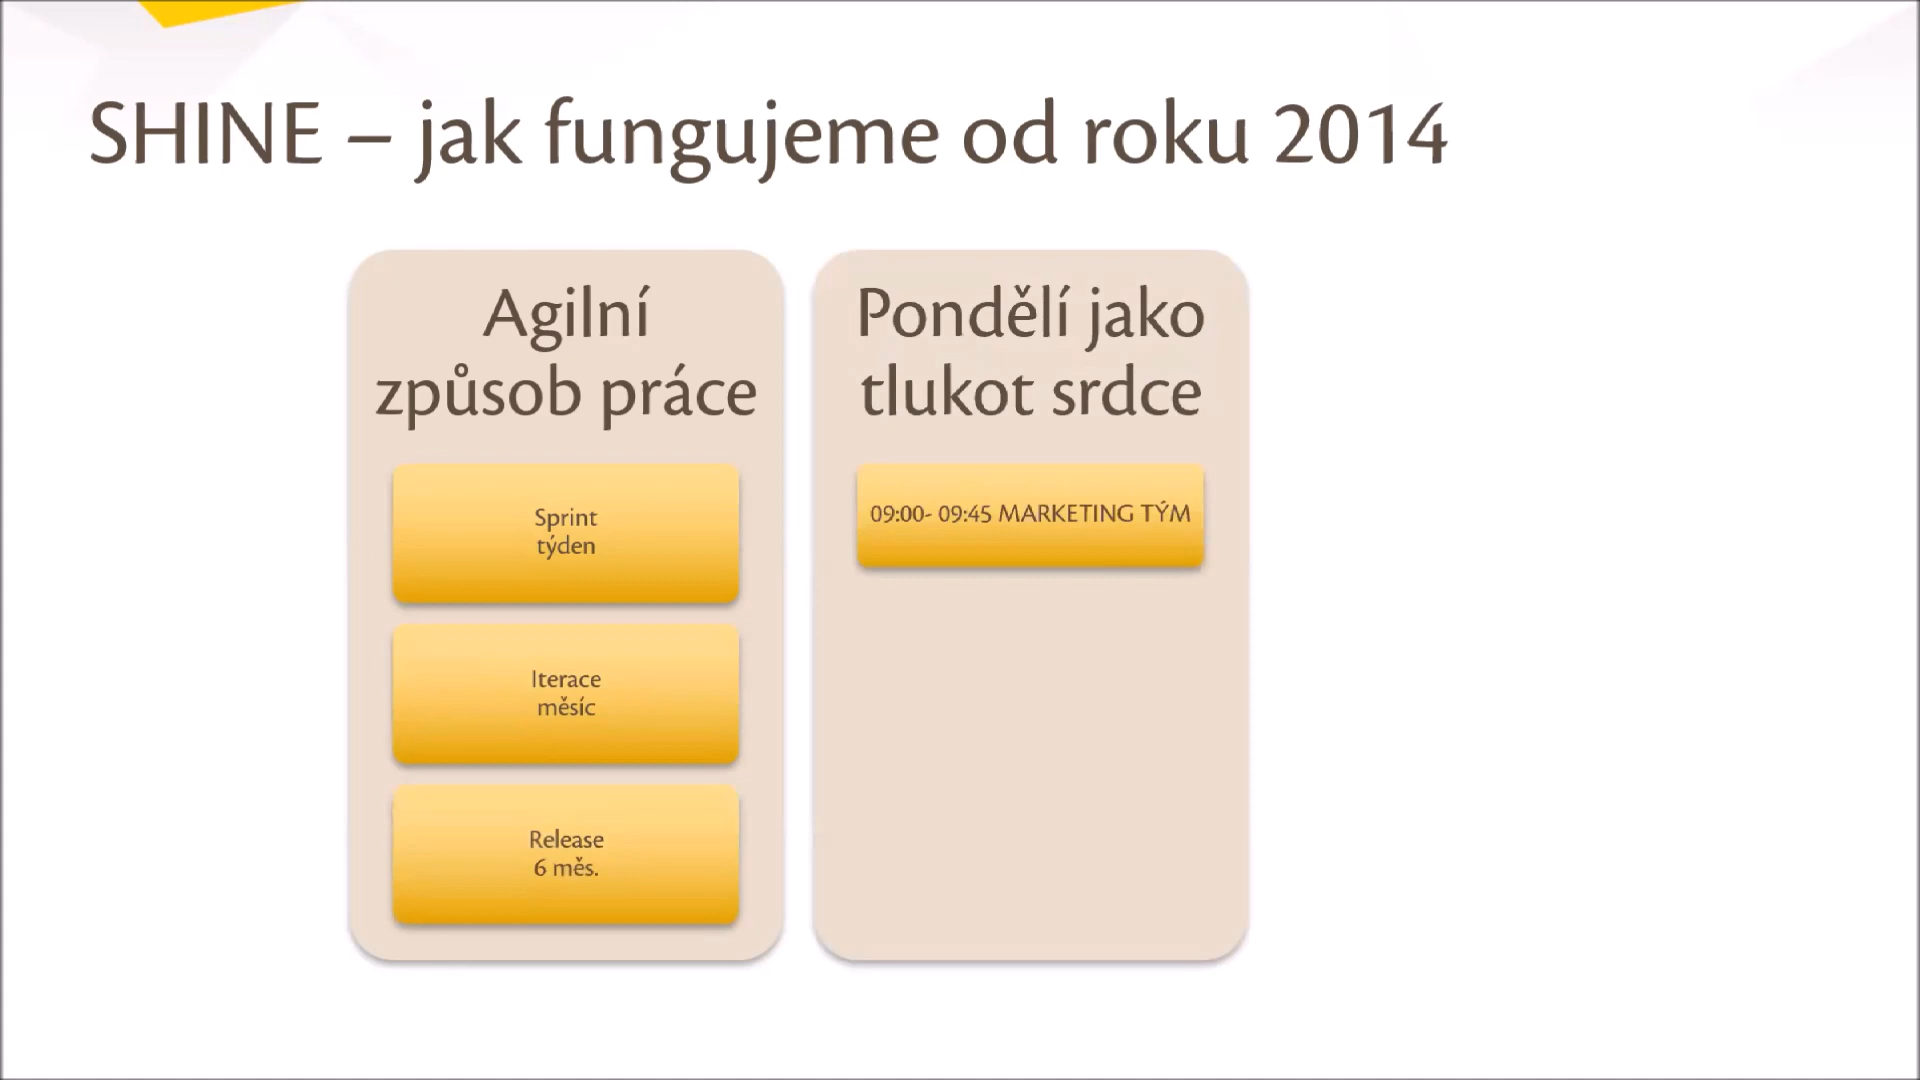 SHINE – jak fungujeme od roku 2014
Agilní
způsob práce
Sprint
týden
Iterace
měsíc
Release
6 měs.
Pondělí jako
tlukot srdce
09:00- 09:45 MARKETING TÝM